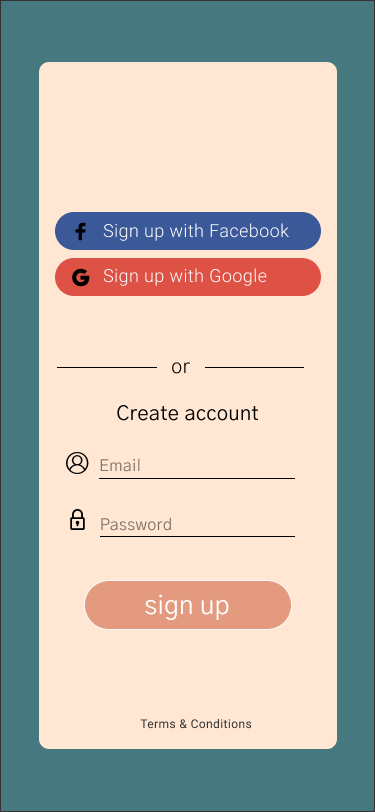 Sign up with Facebook
Sign up with Google
or
Create account
Email
Password
sign up
Terms & Conditions